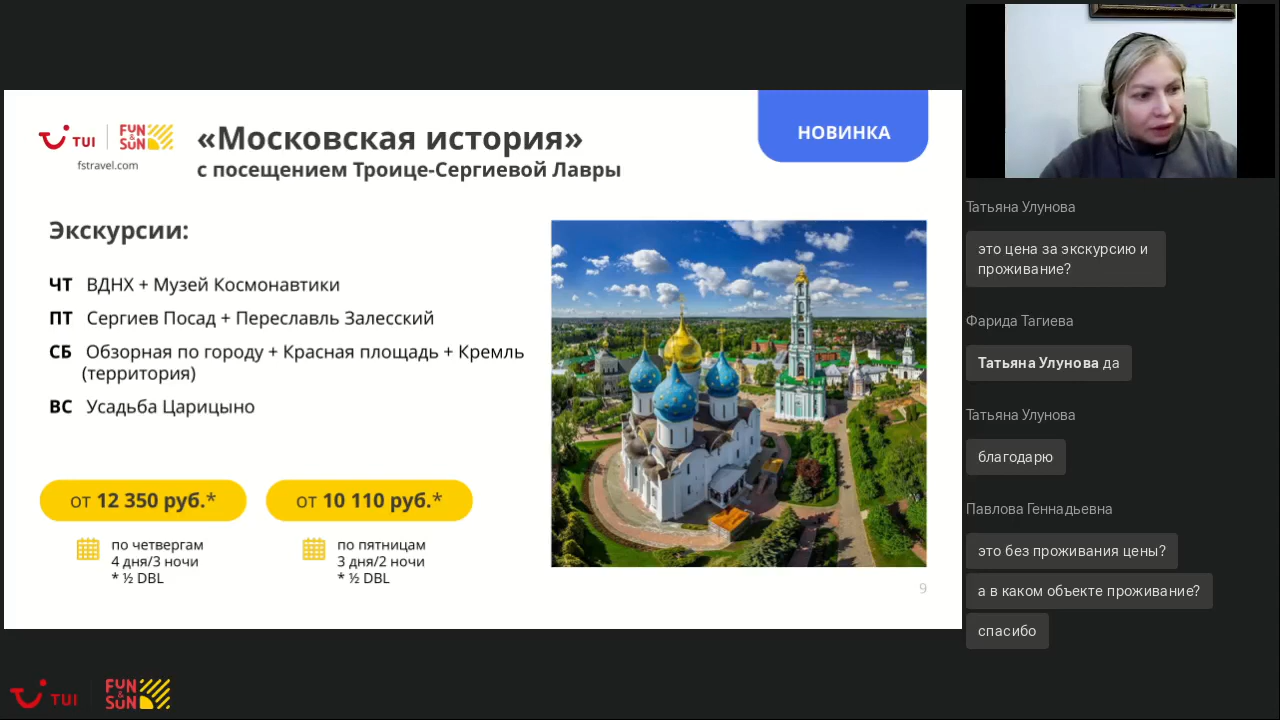 TUI
FUN
&
SUN
fstravel.com
«Московская история»
с посещением Троице-Сергиевой Лавры
НОВИНКА
Экскурсии:
ЧТ ВДНХ + Музей Космонавтики
ПТ Сергиев Посад + Переславль Залесский
СБ Обзорная по городу + Красная площадь + Кремль
(территория)
ВС Усадьба Царицыно
от 12 350 руб.*
по четвергам
4 дня/3 ночи
* ½ DBL
от 10 110 руб.*
по пятницам
3 дня/2 ночи
* ½ DBL
9
TUI
FUN
&
SUN
Татьяна Улунова
это цена за экскурсию и
проживание?
Фарида Тагиева
Татьяна Улунова да
Татьяна Улунова
благодарю
Павлова Геннадьевна
это без проживания цены?
а в каком объекте проживание?
спасибо